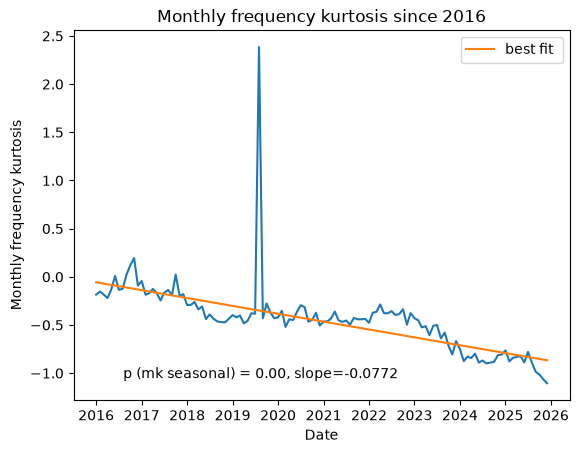 Monthly frequency kurtosis since 2016
best fit
Monthly frequency kurtosis
2.5
2.0
1.5
1.0
0.5
0.0
−0.5
−1.0
p (mk seasonal) = 0.00, slope=-0.0772
2016 2017 2018 2019 2020 2021 2022 2023 2024 2025 2026
Date